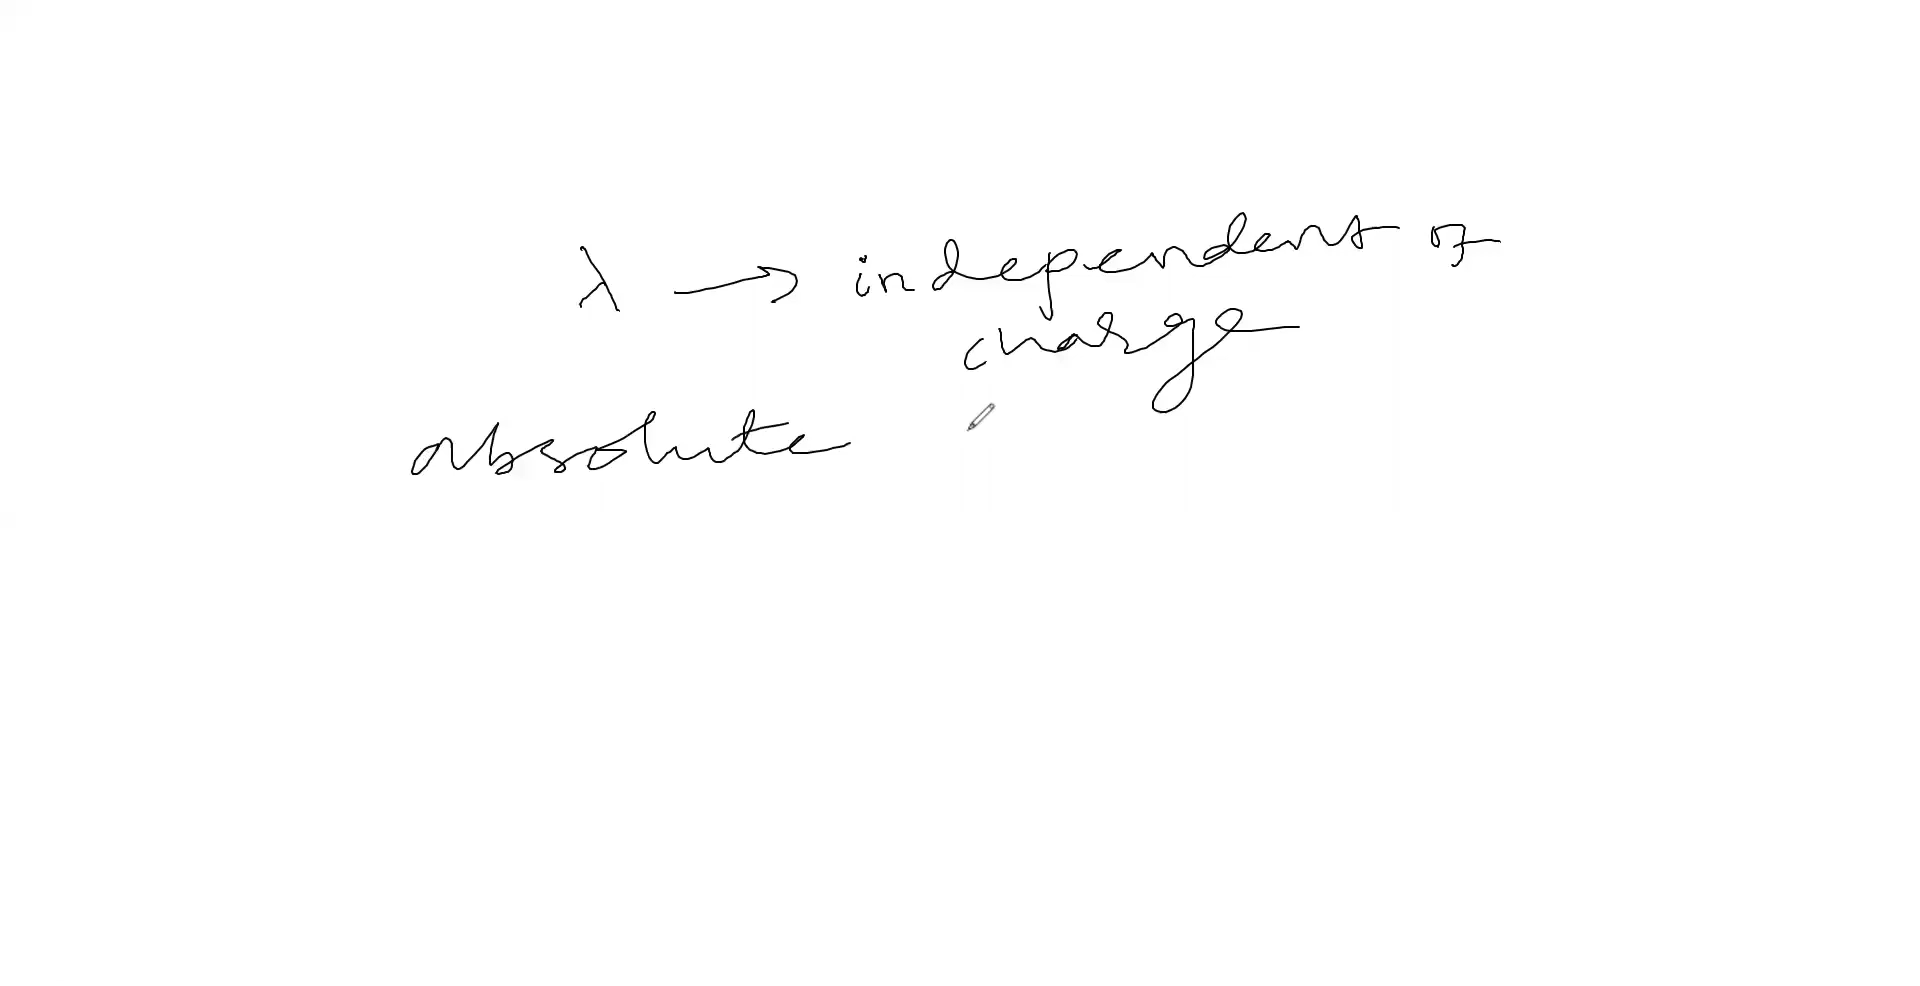 λ → independent of
charge
absolute